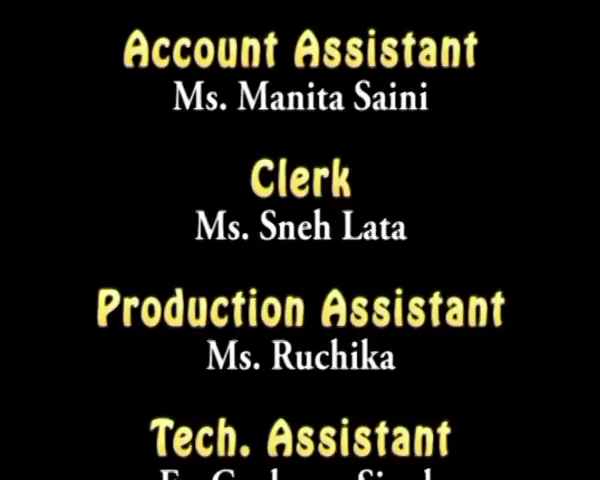 Account Assistant
Ms. Manita Saini
Clerk
Ms. Sneh Lata
Production Assistant
Ms. Ruchika
Tech. Assistant